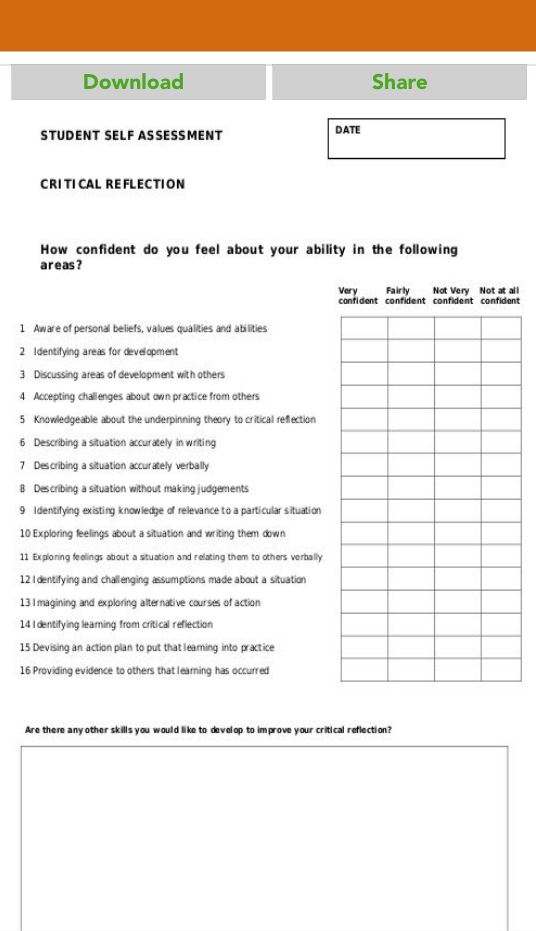 Download
Share
STUDENT SELF ASSESSMENT
DATE
CRITICAL REFLECTION
How confident do you feel about your ability in the following
areas?
Very confident
Fairly confident
Not Very confident
Not at all confident
1 Aware of personal beliefs, values qualities and abilities
2 Identifying areas for development
3 Discussing areas of development with others
4 Accepting challenges about own practice from others
5 Knowledgeable about the underpinning theory to critical reflection
6 Describing a situation accurately in writing
7 Describing a situation accurately verbally
8 Describing a situation without making judgements
9 Identifying existing knowledge of relevance to a particular situation
10 Exploring feelings about a situation and writing them down
11 Exploring feelings about a situation and relating them to others verbally
12 Identifying and challenging assumptions made about a situation
13 Imagining and exploring alternative courses of action
14 Identifying learning from critical reflection
15 Devising an action plan to put that learning into practice
16 Providing evidence to others that learning has occurred
Are there any other skills you would like to develop to improve your critical reflection?